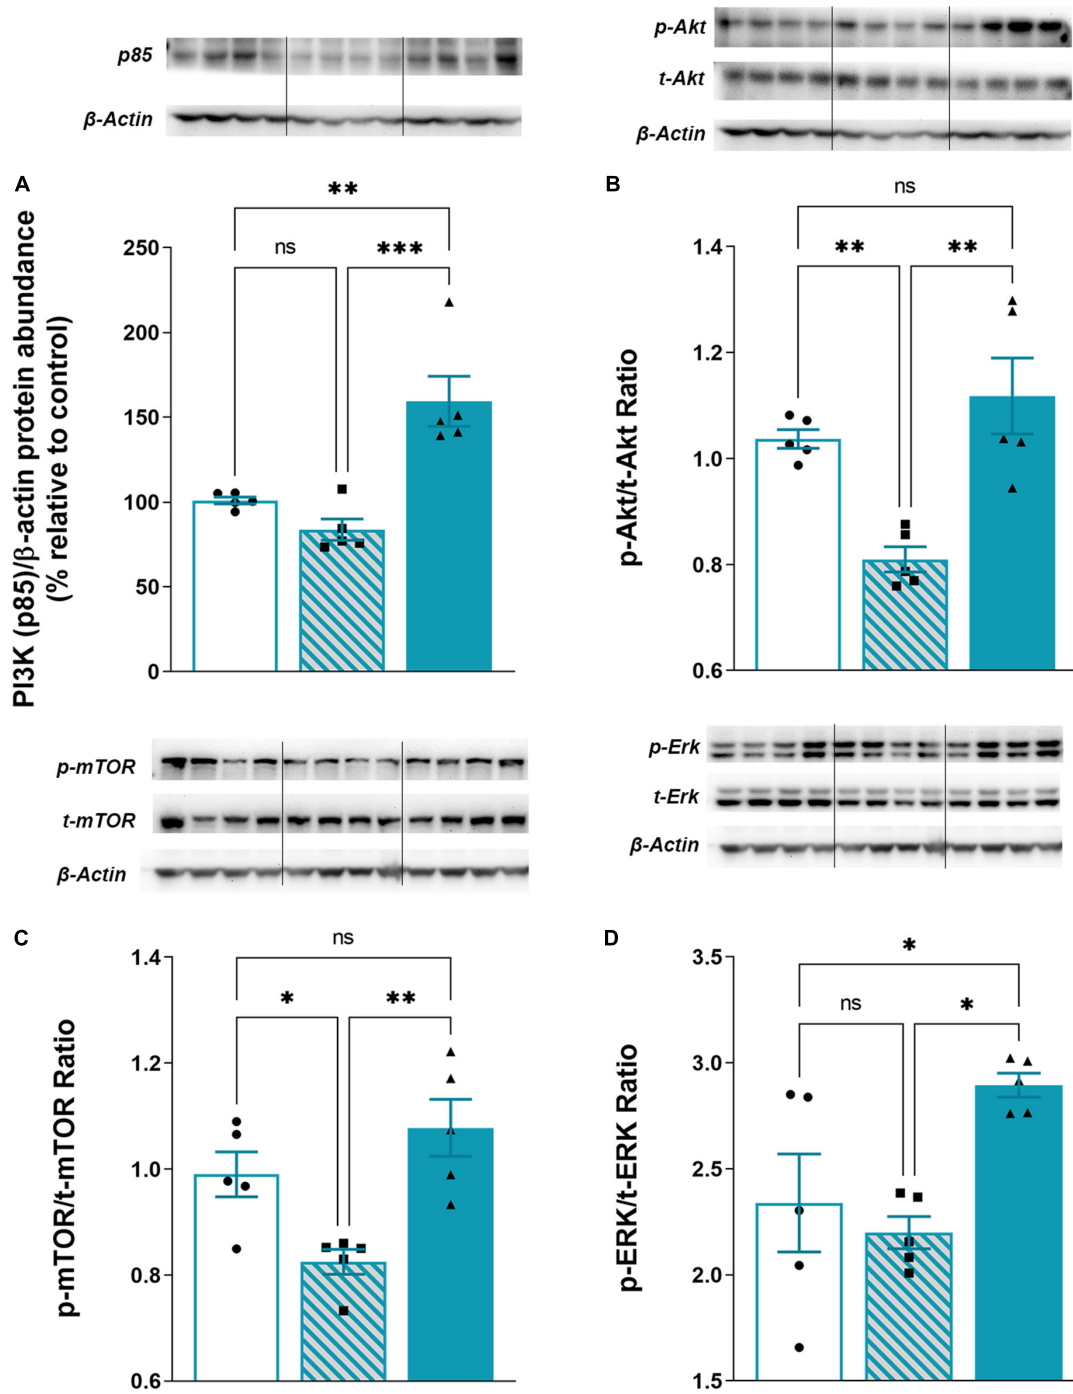 p85
β-Actin
p-Akt
t-Akt
β-Actin
A
PI3K (p85)/β-actin protein abundance
(% relative to control)
**
ns
***
250
200
150
100
50
0
B
p-Akt/t-Akt Ratio
ns
**
**
1.4
1.2
1.0
0.8
0.6
p-mTOR
t-mTOR
β-Actin
p-Erk
t-Erk
β-Actin
C
p-mTOR/t-mTOR Ratio
ns
*
**
1.4
1.2
1.0
0.8
0.6
D
p-ERK/t-ERK Ratio
*
ns
*
3.5
3.0
2.5
2.0
1.5